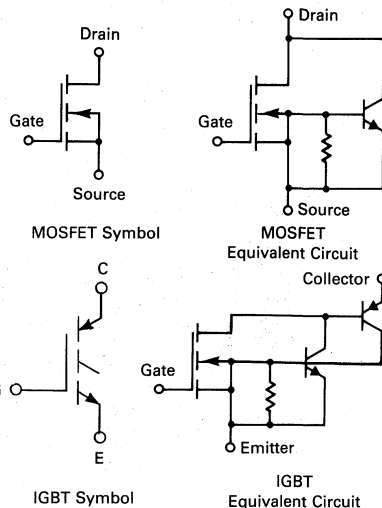 Drain
Gate
Source
MOSFET Symbol
Drain
Gate
Source
MOSFET
Equivalent Circuit
C
E
IGBT Symbol
Collector
Gate
Emitter
IGBT
Equivalent Circuit